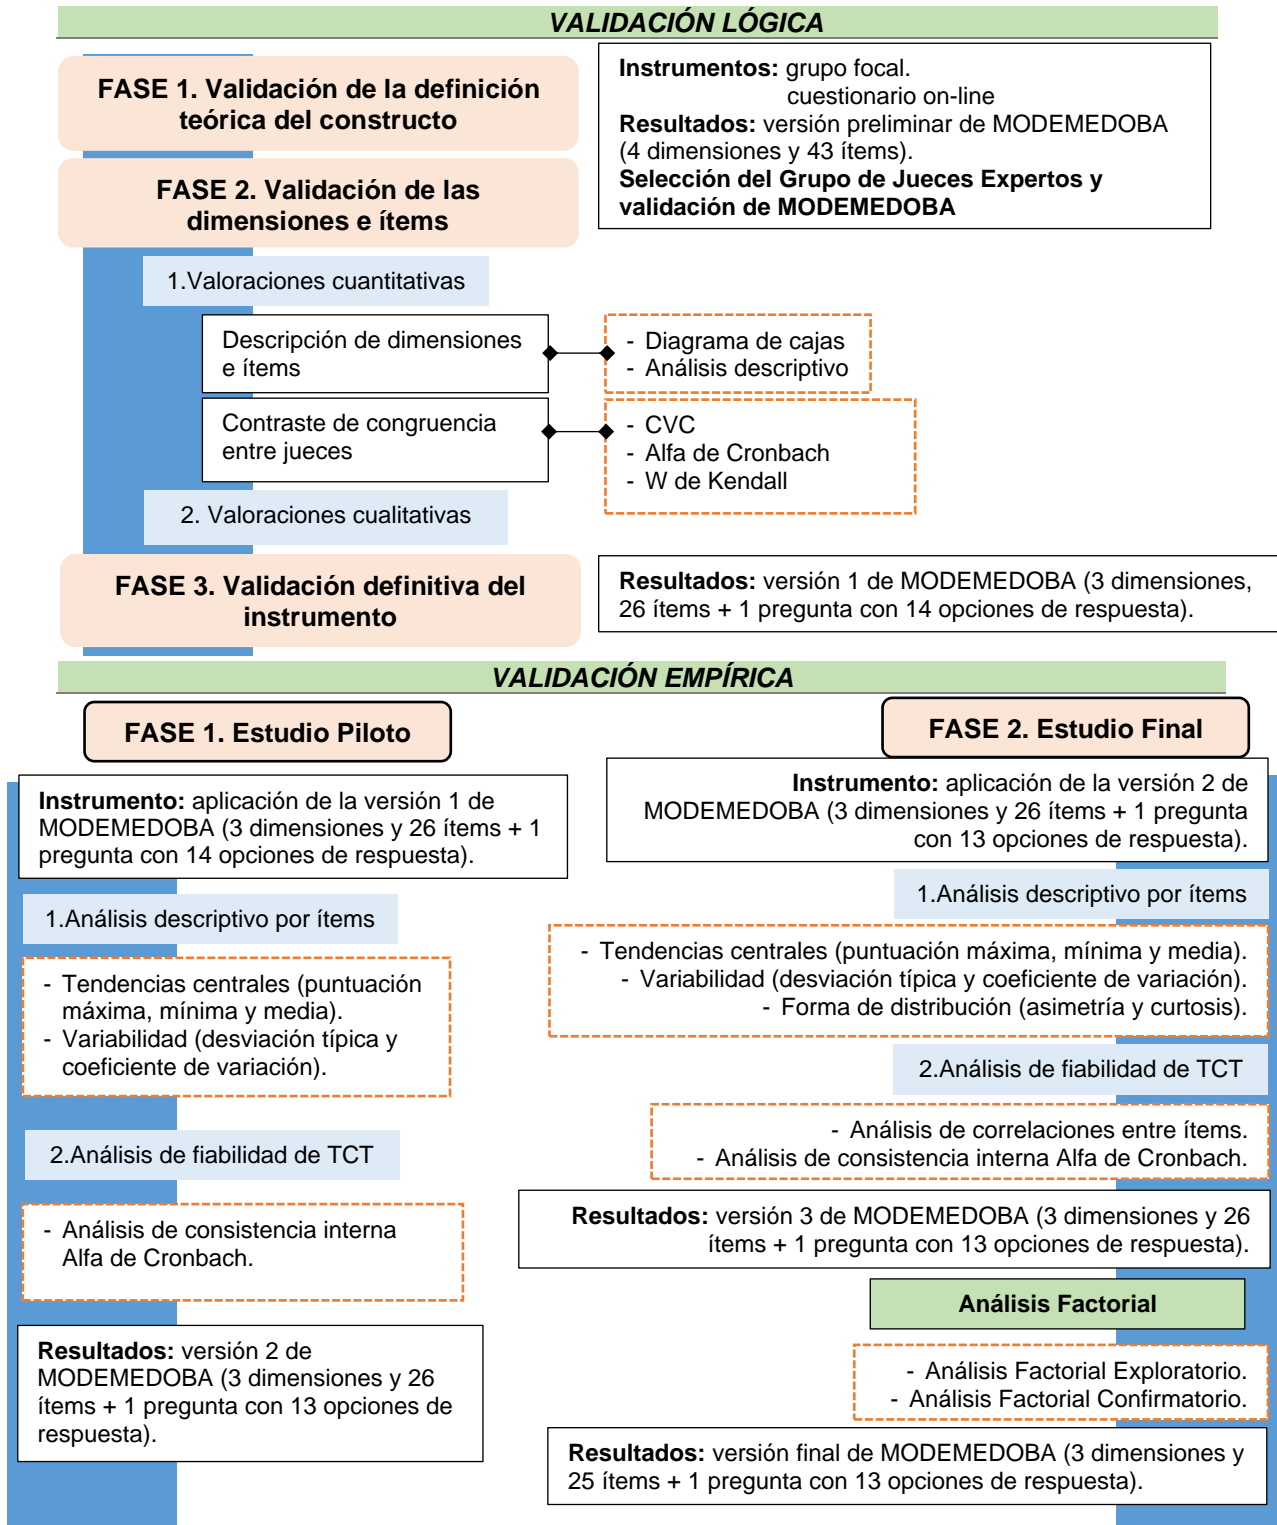 VALIDACIÓN LÓGICA
FASE 1. Validación de la definición
teórica del constructo
Instrumentos: grupo focal.
cuestionario on-line
Resultados: versión preliminar de MODEMEDOBA
(4 dimensiones y 43 ítems).
Selección del Grupo de Jueces Expertos y
validación de MODEMEDOBA
FASE 2. Validación de las
dimensiones e ítems
1.Valoraciones cuantitativas
Descripción de dimensiones
e ítems
- Diagrama de cajas
- Análisis descriptivo
Contraste de congruencia
entre jueces
- CVC
- Alfa de Cronbach
- W de Kendall
2. Valoraciones cualitativas
FASE 3. Validación definitiva del
instrumento
Resultados: versión 1 de MODEMEDOBA (3 dimensiones,
26 ítems + 1 pregunta con 14 opciones de respuesta).
VALIDACIÓN EMPÍRICA
FASE 1. Estudio Piloto
Instrumento: aplicación de la versión 1 de
MODEMEDOBA (3 dimensiones y 26 ítems + 1
pregunta con 14 opciones de respuesta).
1.Análisis descriptivo por ítems
- Tendencias centrales (puntuación
máxima, mínima y media).
- Variabilidad (desviación típica y
coeficiente de variación).
2.Análisis de fiabilidad de TCT
- Análisis de consistencia interna
Alfa de Cronbach.
Resultados: versión 2 de
MODEMEDOBA (3 dimensiones y 26
ítems + 1 pregunta con 13 opciones de
respuesta).
FASE 2. Estudio Final
Instrumento: aplicación de la versión 2 de
MODEMEDOBA (3 dimensiones y 26 ítems + 1 pregunta
con 13 opciones de respuesta).
1.Análisis descriptivo por ítems
- Tendencias centrales (puntuación máxima, mínima y media).
- Variabilidad (desviación típica y coeficiente de variación).
- Forma de distribución (asimetría y curtosis).
2.Análisis de fiabilidad de TCT
- Análisis de correlaciones entre ítems.
- Análisis de consistencia interna Alfa de Cronbach.
Resultados: versión 3 de MODEMEDOBA (3 dimensiones y 26
ítems + 1 pregunta con 13 opciones de respuesta).
Análisis Factorial
- Análisis Factorial Exploratorio.
- Análisis Factorial Confirmatorio.
Resultados: versión final de MODEMEDOBA (3 dimensiones y
25 ítems + 1 pregunta con 13 opciones de respuesta).